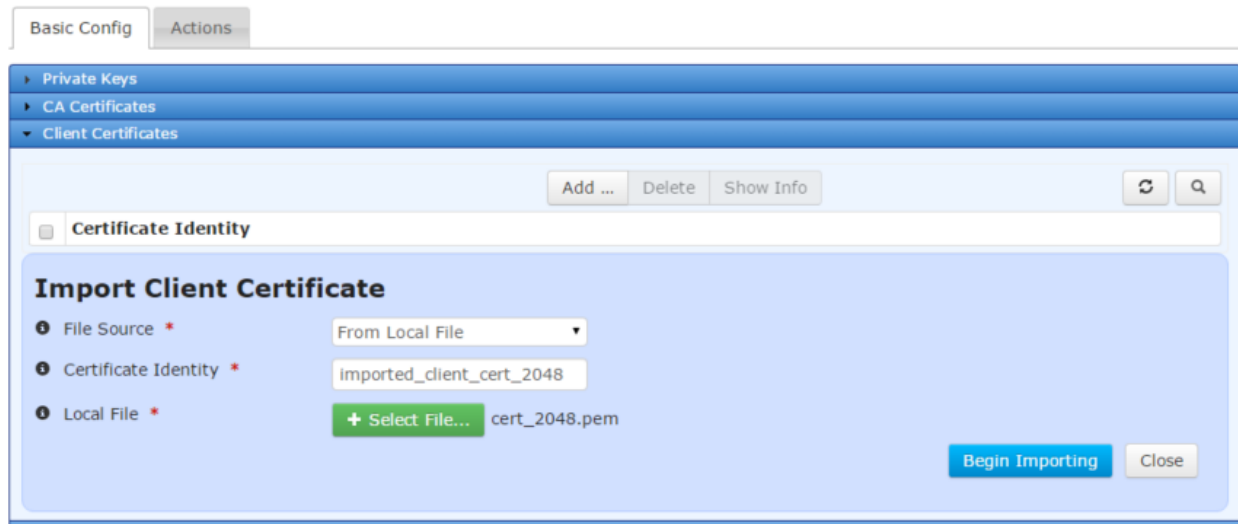 Basic Config Actions
Private Keys
CA Certificates
Client Certificates
Add ... Delete Show Info
Certificate Identity
Import Client Certificate
File Source * From Local File
Certificate Identity * imported_client_cert_2048
Local File * + Select File... cert_2048.pem
Begin Importing Close